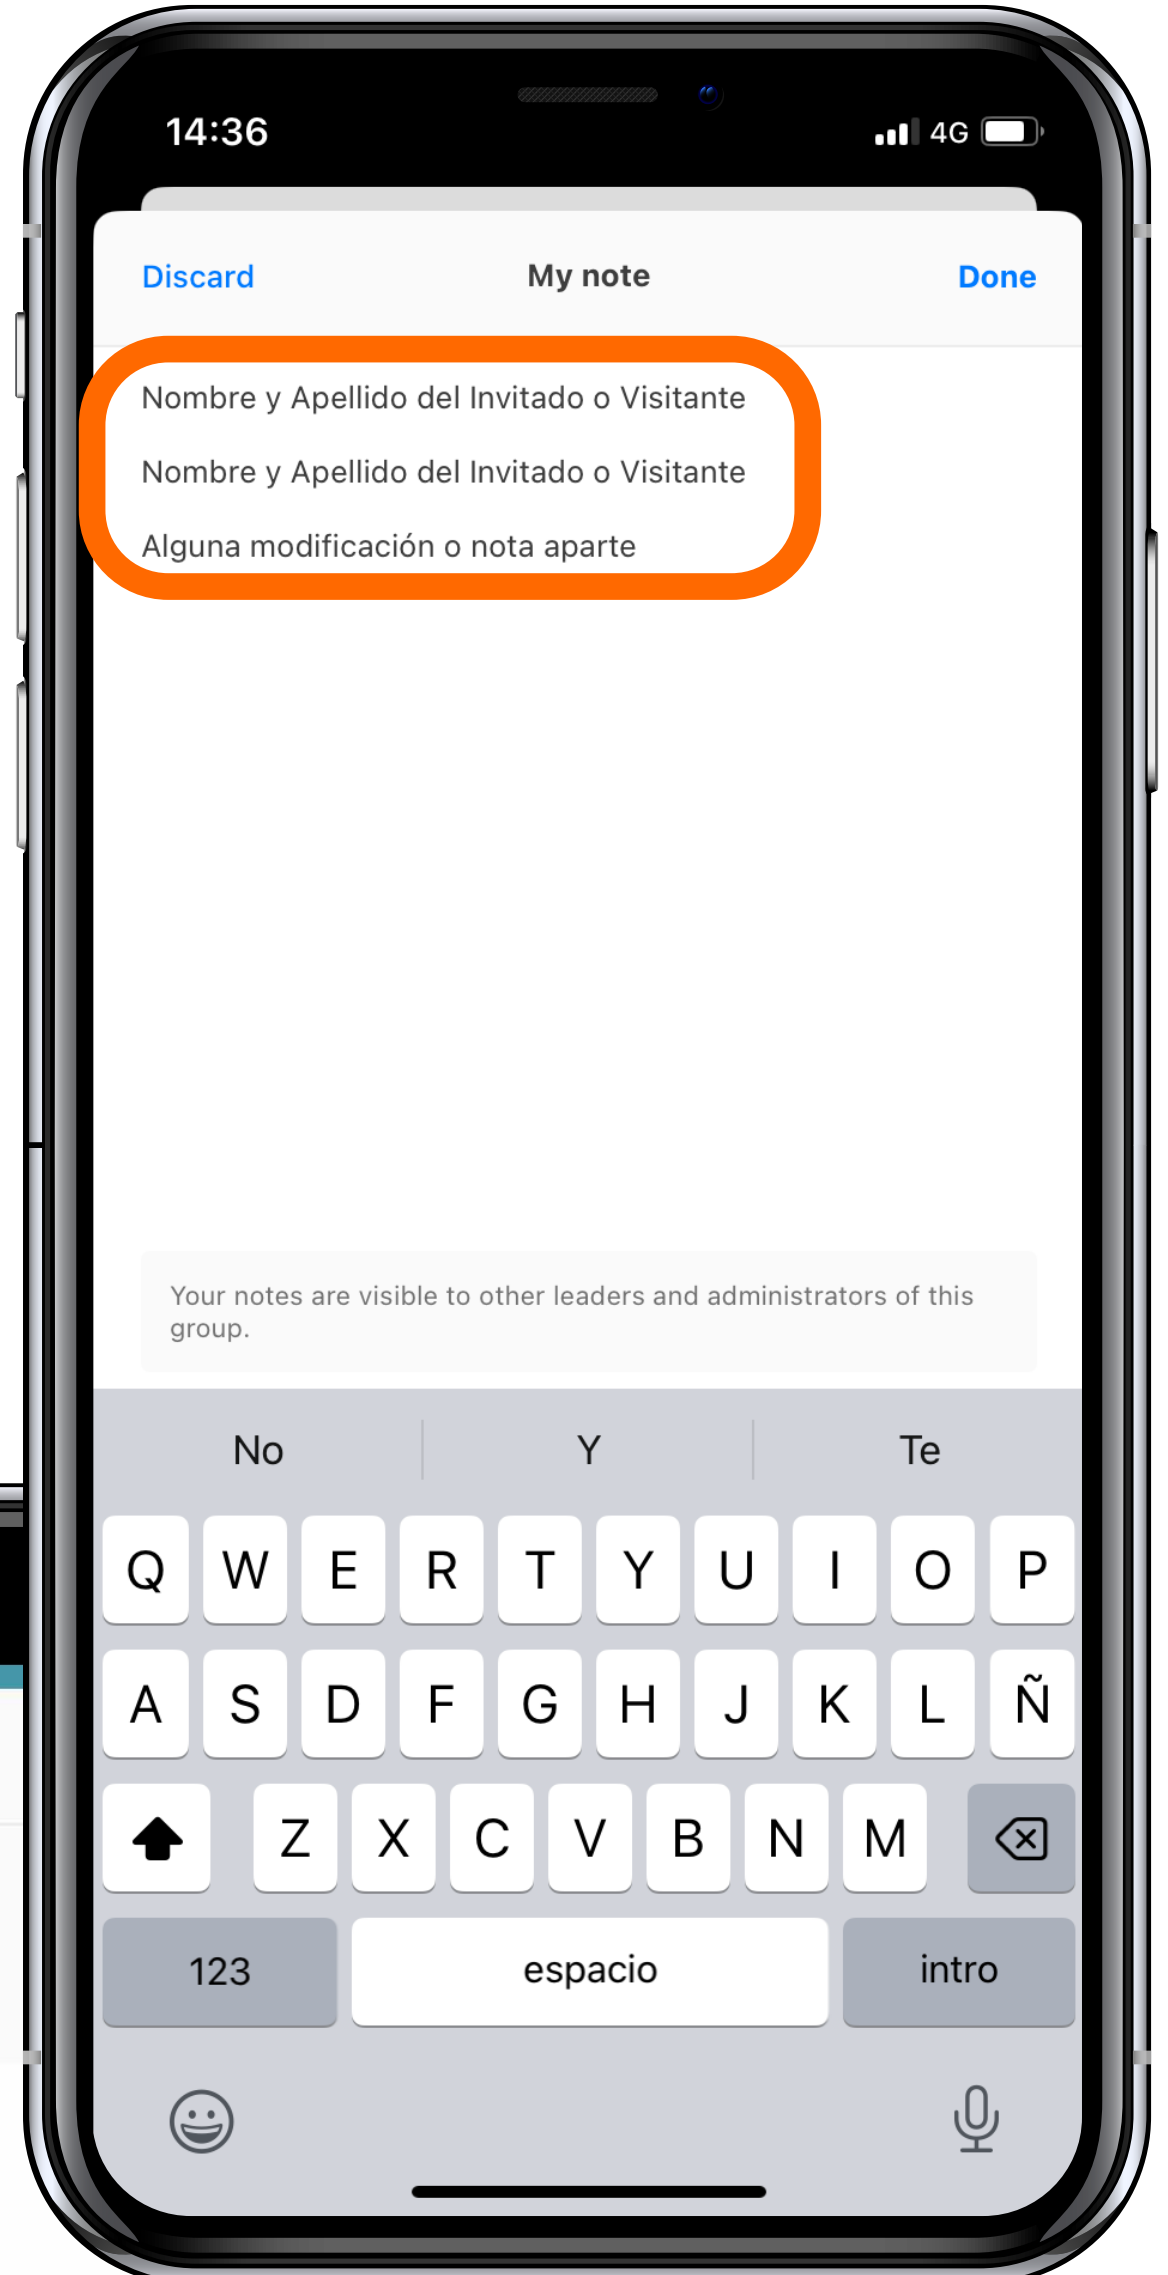 14:36 4G
Discard My note Done
Nombre y Apellido del Invitado o Visitante
Nombre y Apellido del Invitado o Visitante
Alguna modificación o nota aparte
Your notes are visible to other leaders and administrators of this
group.
No Y Te
Q W E R T Y U I O P
A S D F G H J K L Ñ
Z X C V B N M
123 espacio intro